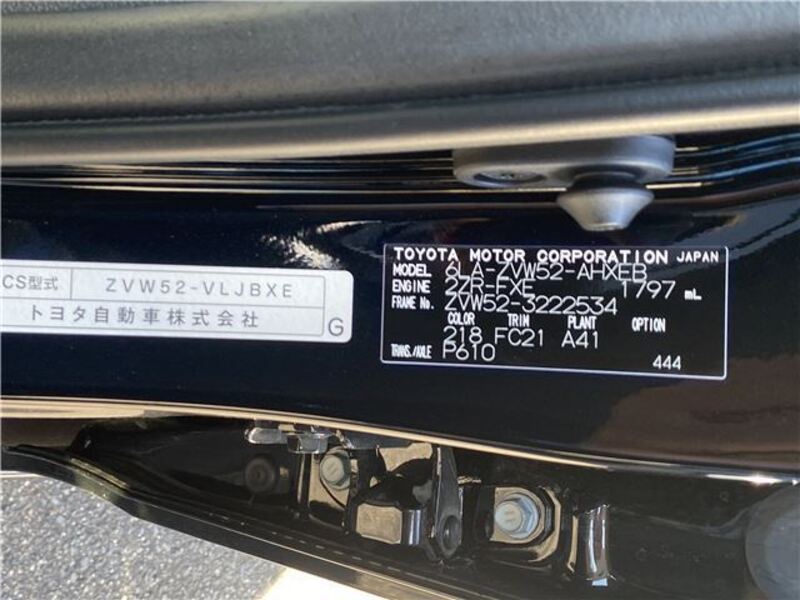 CS型式 ZVW52-VLJBXE
トヨタ自動車株式会社
G
TOYOTA MOTOR CORPORATION JAPAN
MODEL 6LA-ZVW52-AHXEB
ENGINE 2ZR-FXE 1797 mL
FRAME No. ZVW52-3222534
COLOR TRIM PLANT OPTION
218 FC21 A41
TRANS./AXLE P610
444